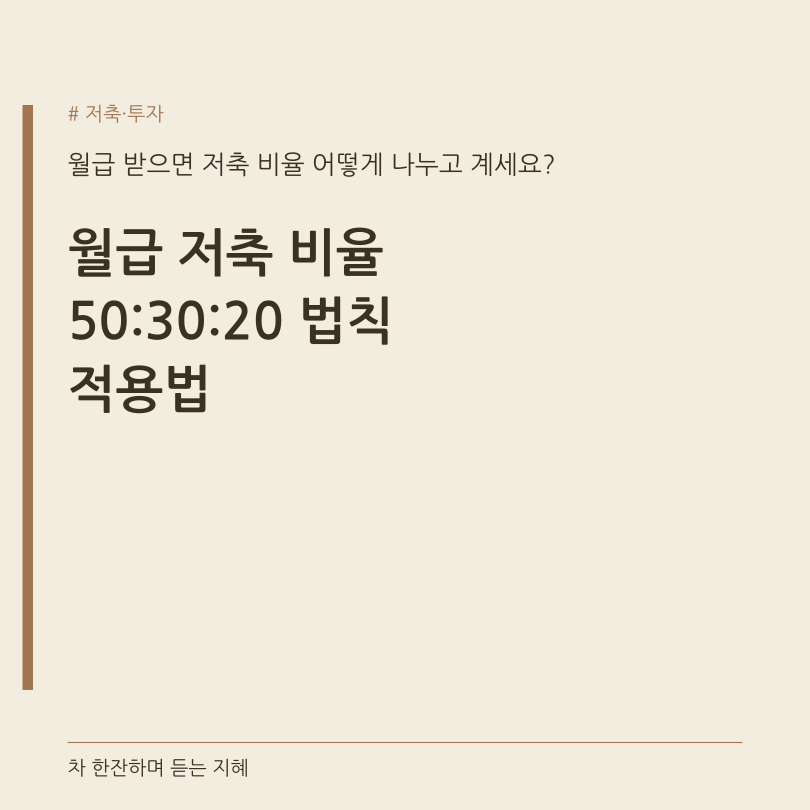 # 저축·투자
월급 받으면 저축 비율 어떻게 나누고 계세요?
월급 저축 비율
50:30:20 법칙
적용법
차 한잔하며 듣는 지혜